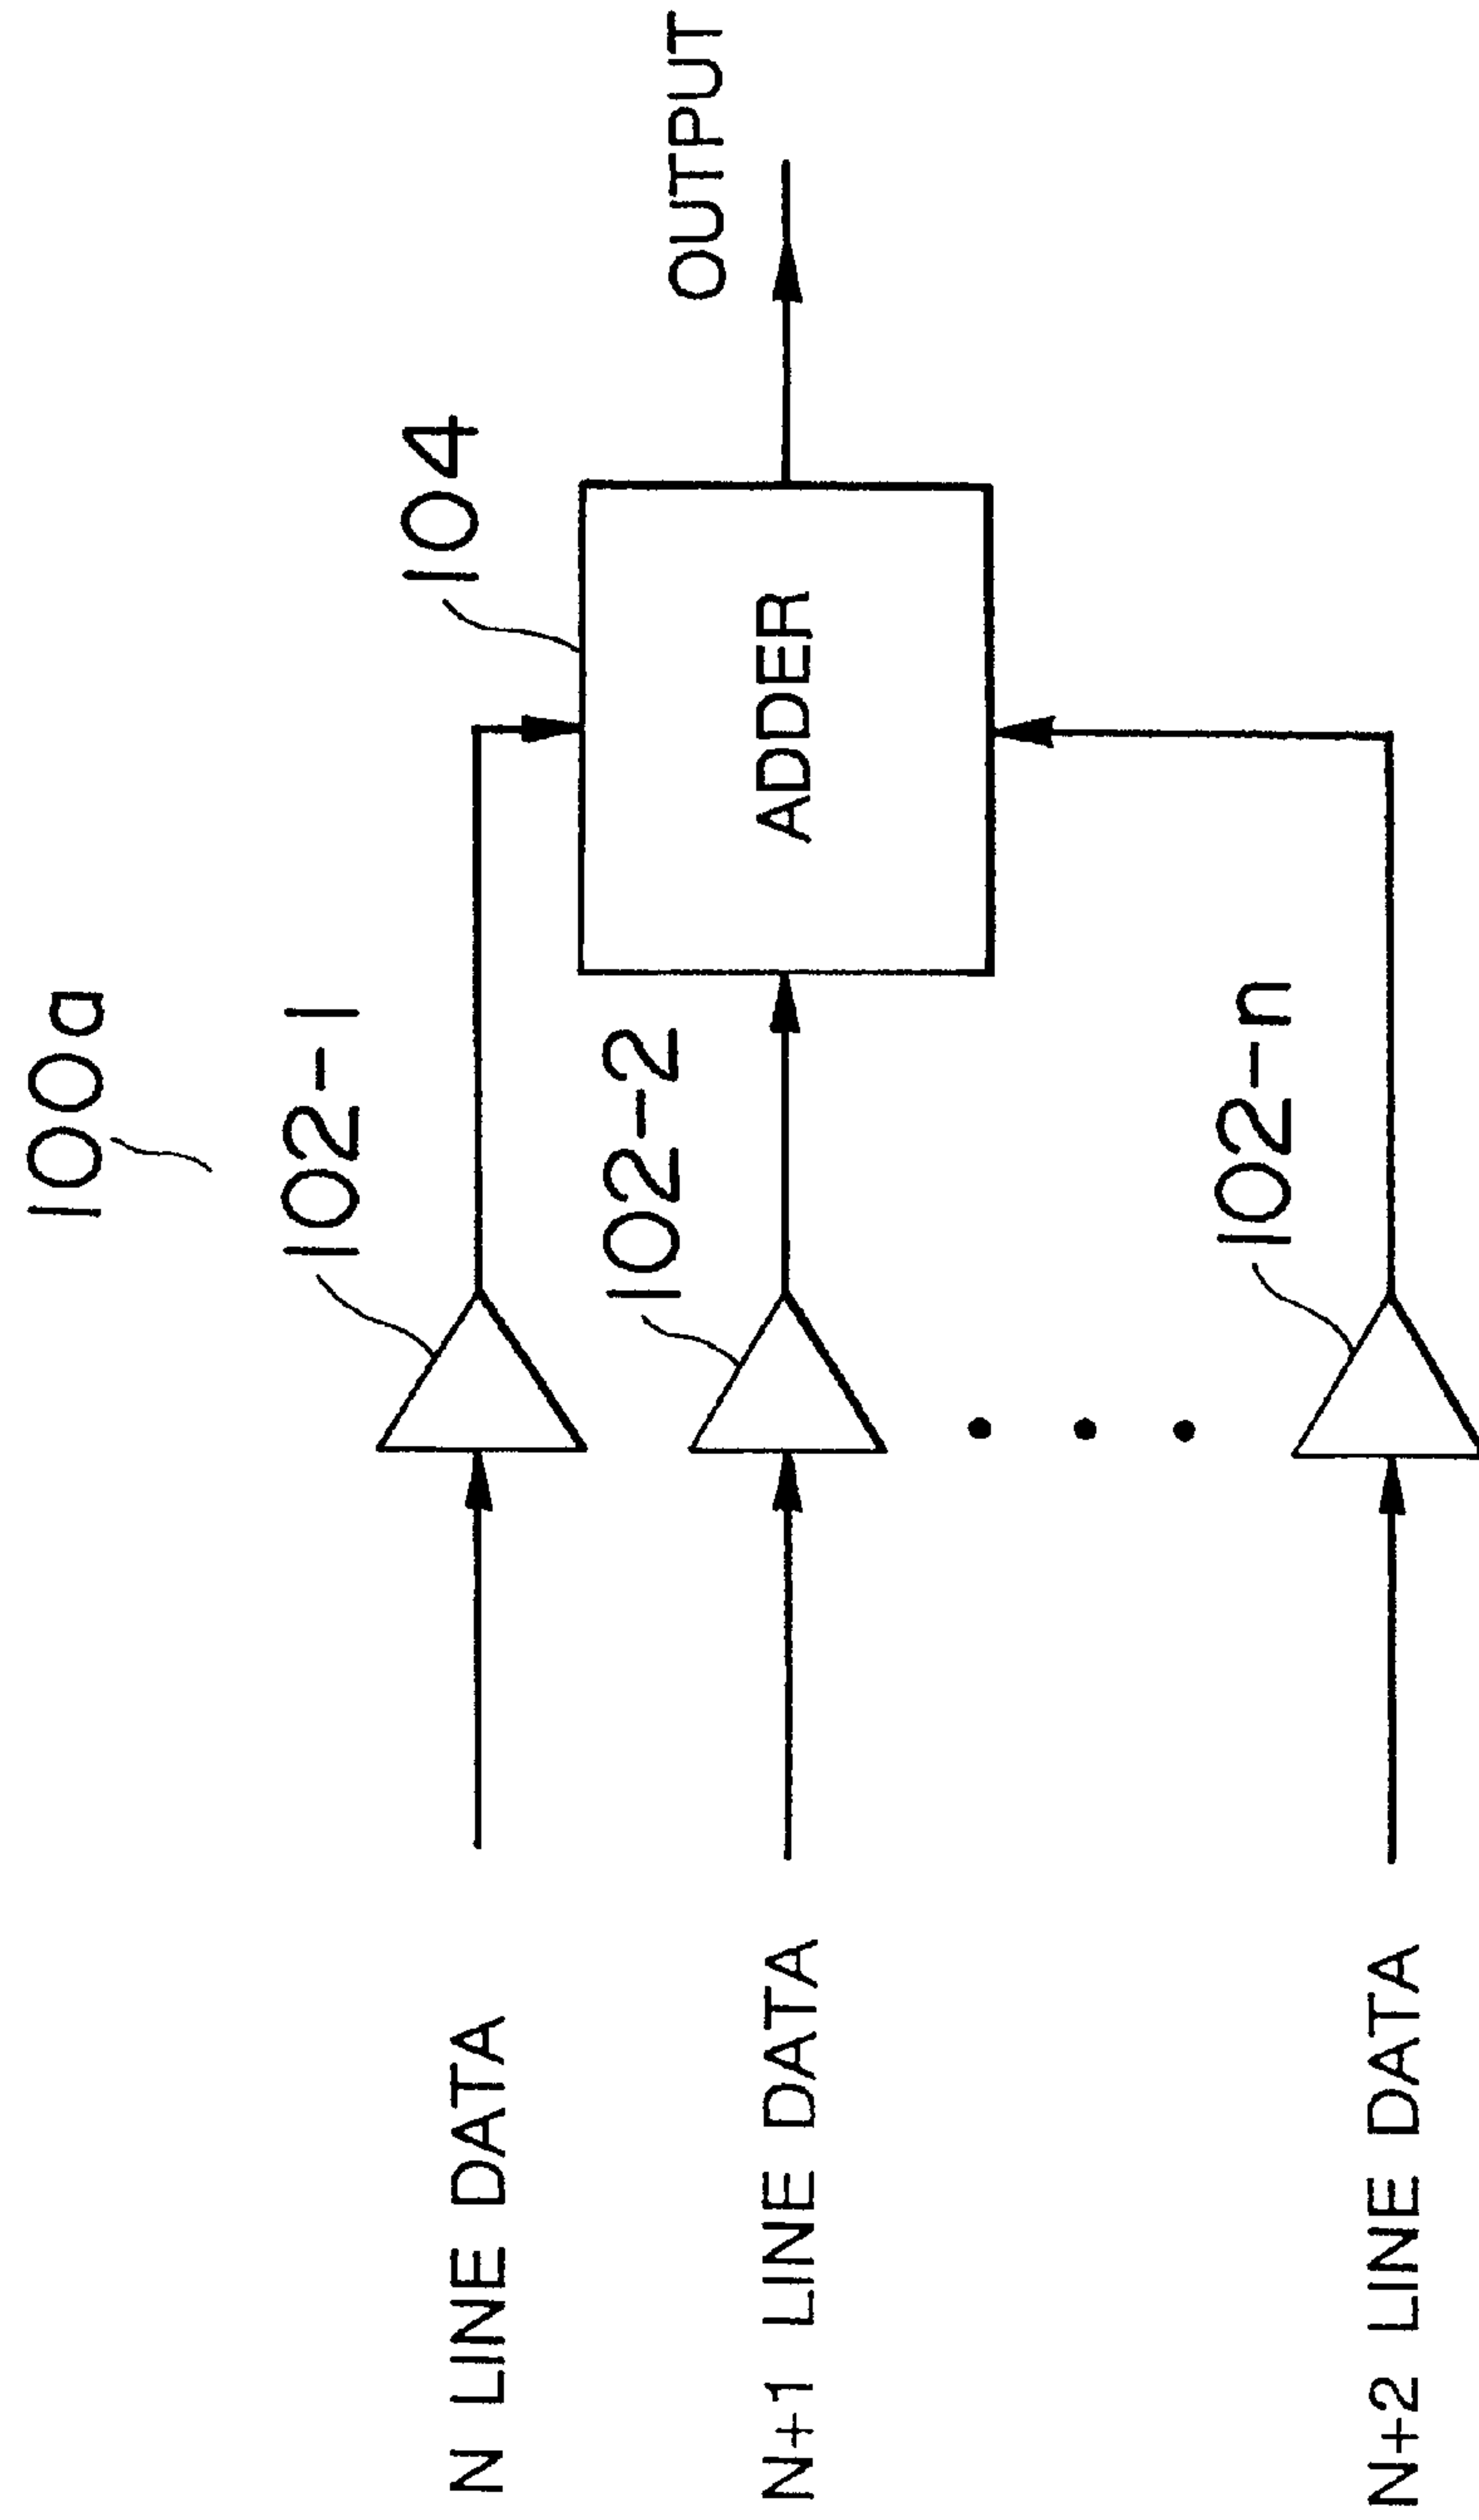 100a
102-1
104
N LINE DATA
102-2
OUTPUT
N+1 LINE DATA
ADDER
102-n
N+2 LINE DATA